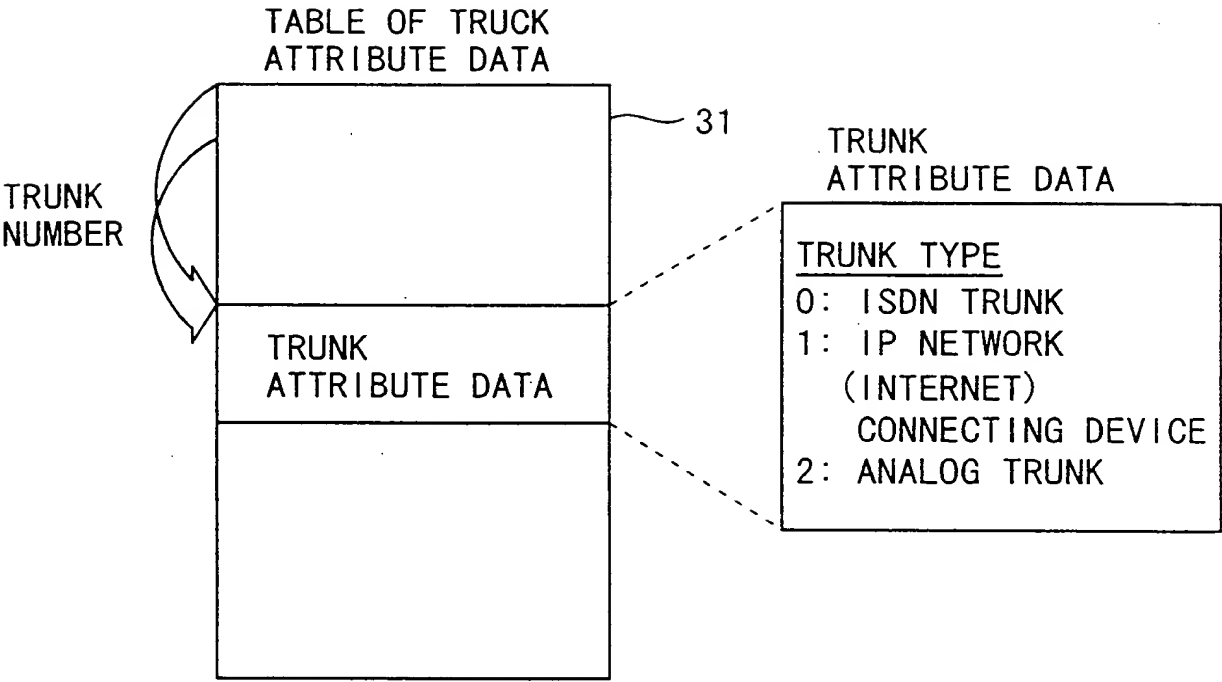 TABLE OF TRUCK
ATTRIBUTE DATA
31
TRUNK
NUMBER
TRUNK
ATTRIBUTE DATA
TRUNK
ATTRIBUTE DATA
TRUNK TYPE
0: ISDN TRUNK
1: IP NETWORK
(INTERNET)
CONNECTING DEVICE
2: ANALOG TRUNK